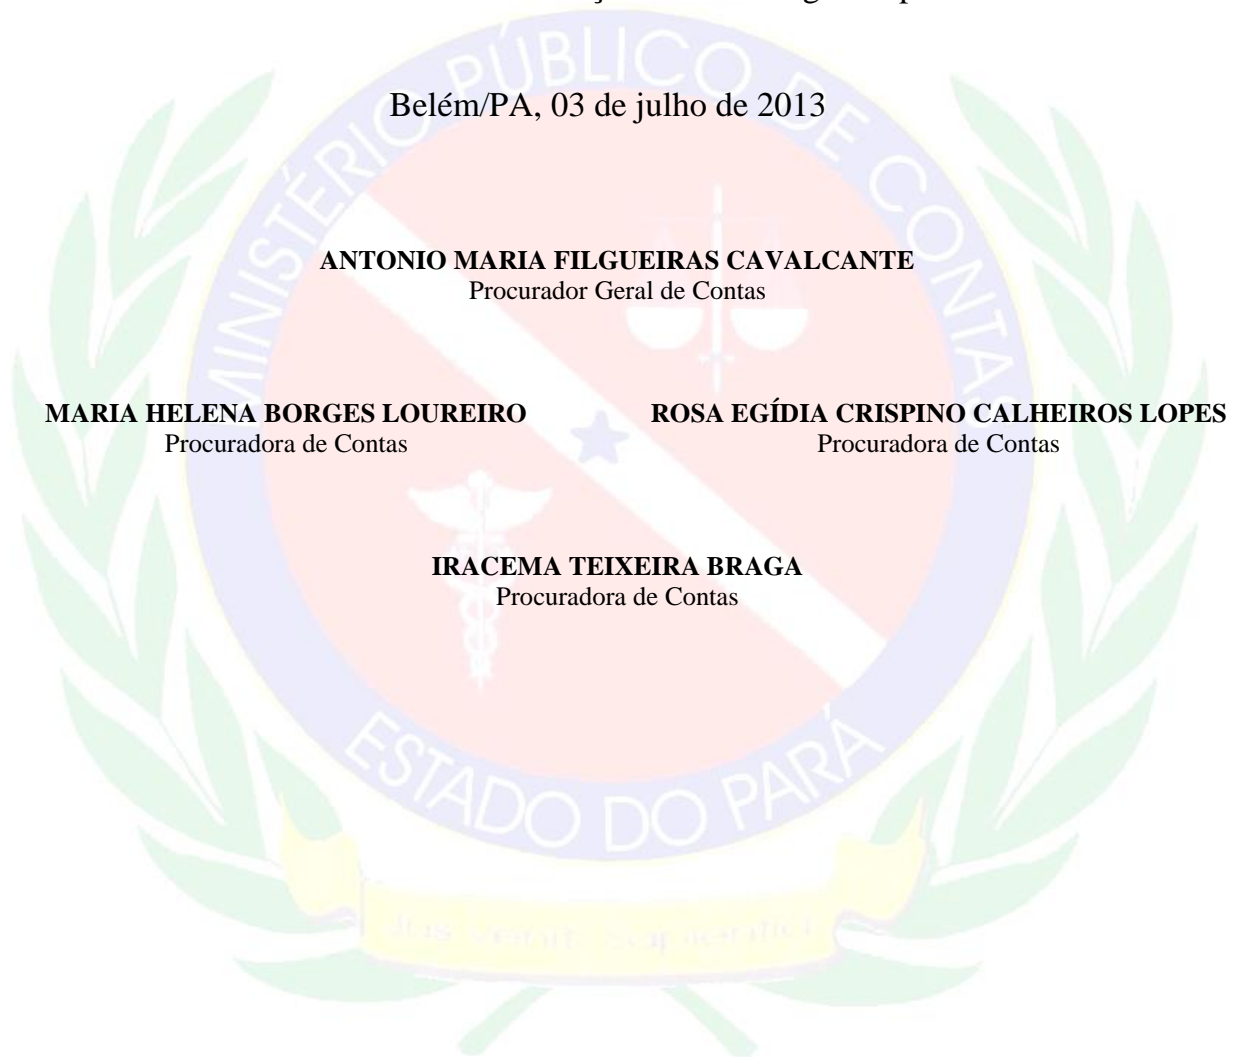 Belém/PA, 03 de julho de 2013
ANTONIO MARIA FILGUEIRAS CAVALCANTE
Procurador Geral de Contas
MARIA HELENA BORGES LOUREIRO
Procuradora de Contas
ROSA EGÍDIA CRISPINO CALHEIROS LOPES
Procuradora de Contas
IRACEMA TEIXEIRA BRAGA
Procuradora de Contas
MINISTÉRIO PÚBLICO DE CONTAS
ESTADO DO PARÁ